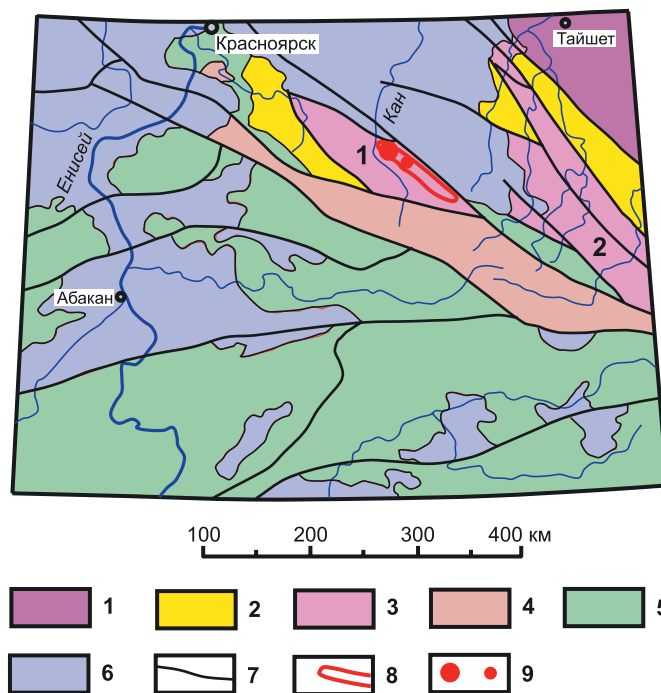 Красноярск
Тайшет
Кан
Енисей
1
2
Абакан
100 200 300 400 км
1 2 3 4 5
6 7 8 9